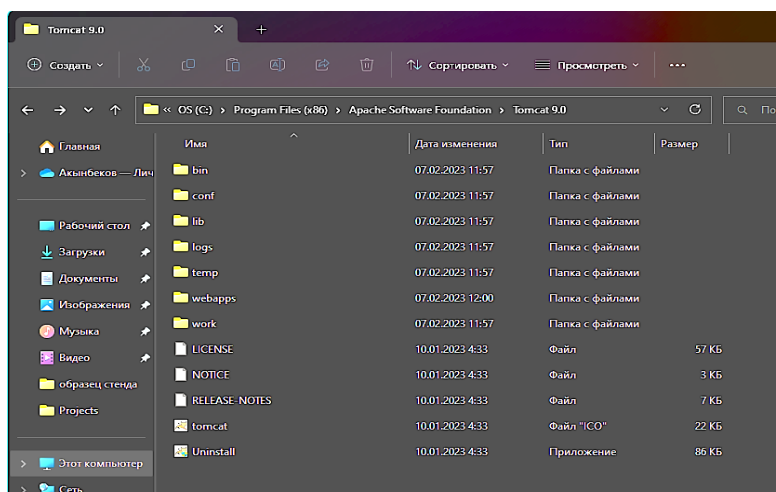 Tomcat 9.0
Создать
Сортировать
Просмотреть
« OS (C:) › Program Files (x86) › Apache Software Foundation › Tomcat 9.0
По
Имя Дата изменения Тип Размер
Главная
Акынбеков — Лич
Рабочий стол
Загрузки
Документы
Изображения
Музыка
Видео
образец стенда
Projects
Этот компьютер
Сеть
bin 07.02.2023 11:57 Папка с файлами
conf 07.02.2023 11:57 Папка с файлами
lib 07.02.2023 11:57 Папка с файлами
logs 07.02.2023 11:57 Папка с файлами
temp 07.02.2023 11:57 Папка с файлами
webapps 07.02.2023 12:00 Папка с файлами
work 07.02.2023 11:57 Папка с файлами
LICENSE 10.01.2023 4:33 Файл 57 КБ
NOTICE 10.01.2023 4:33 Файл 3 КБ
RELEASE-NOTES 10.01.2023 4:33 Файл 7 КБ
tomcat 10.01.2023 4:33 Файл "ICO" 22 КБ
Uninstall 10.01.2023 4:33 Приложение 86 КБ